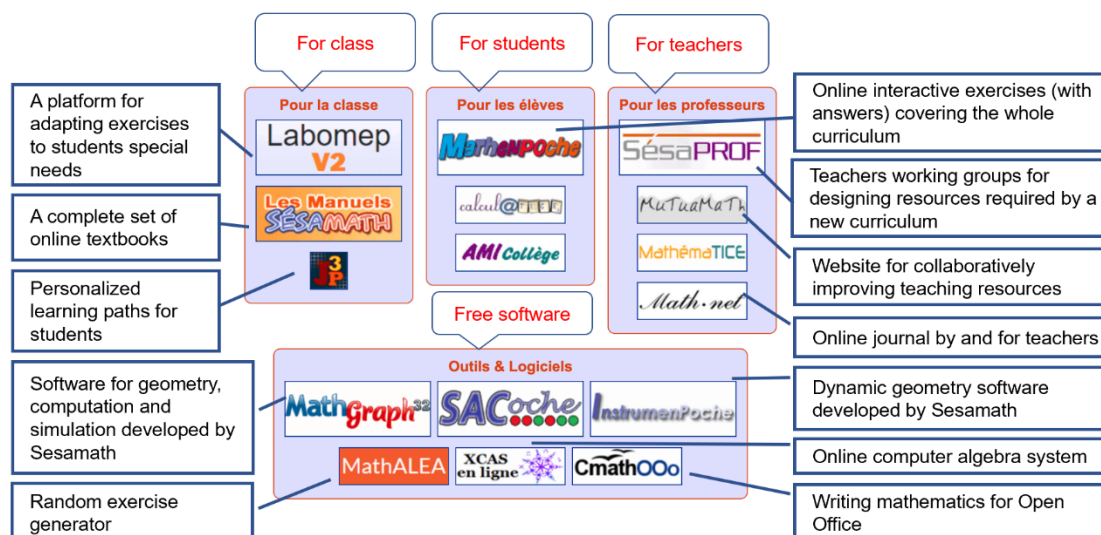 For class
For students
For teachers
A platform for
adapting exercises
to students special
needs
A complete set of
online textbooks
Personalized
learning paths for
students
Software for geometry,
computation and
simulation developed by
Sesamath
Random exercise
generator
Pour la classe
Labomep
V2
Les Manuels
SÉSAMATH
J3P
Pour les élèves
MathenPoche
calcul@TICE
AMI Collège
Pour les professeurs
SésaPROF
MuTuaMaTh
MathémaTICE
Math·net
Free software
Outils & Logiciels
MathGraph32
SACoche
InstrumenPoche
MathALEA
XCAS
en ligne
CmathOOo
Online interactive exercises (with
answers) covering the whole
curriculum
Teachers working groups for
designing resources required by a
new curriculum
Website for collaboratively
improving teaching resources
Online journal by and for teachers
Dynamic geometry software
developed by Sesamath
Online computer algebra system
Writing mathematics for Open
Office